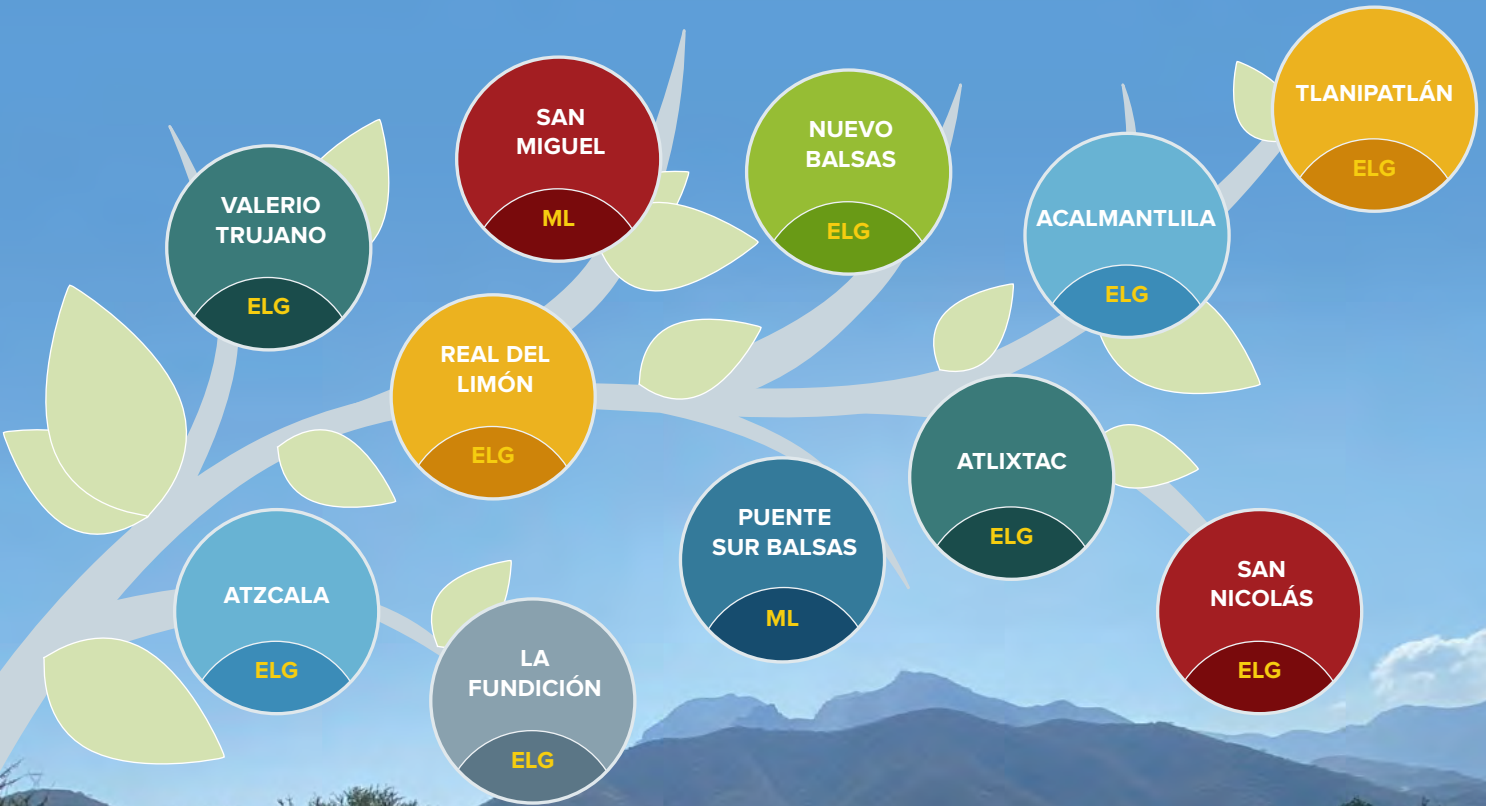 TLANIPATLÁN
ELG
SAN
MIGUEL
ML
NUEVO
BALSAS
ELG
VALERIO
TRUJANO
ELG
ACALMANTLILA
ELG
REAL DEL
LIMÓN
ELG
ATLIXTAC
ELG
PUENTE
SUR BALSAS
ML
ATZCALA
ELG
SAN
NICOLÁS
ELG
LA
FUNDICIÓN
ELG